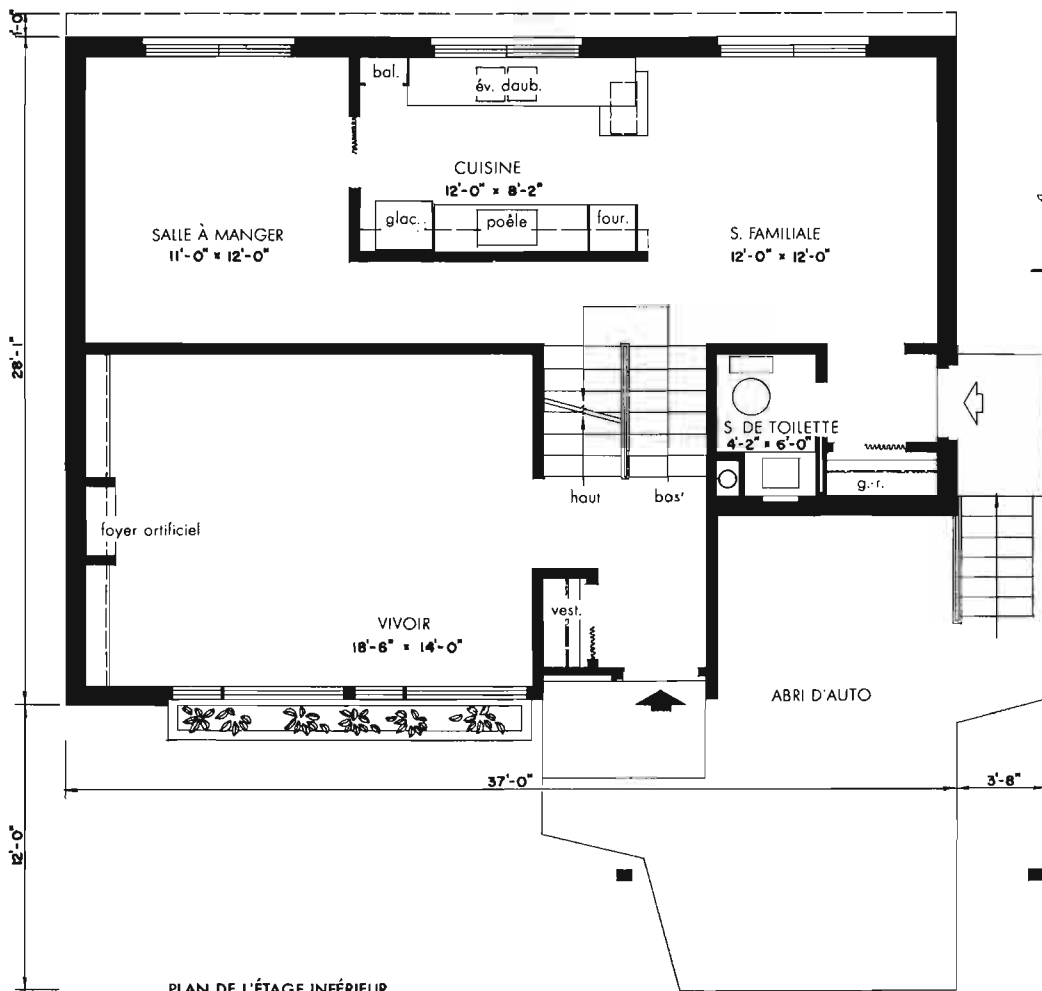 1'-0"
bal.
év. daub.
CUISINE
12'-0" × 8'-2"
glac.
poêle
four.
SALLE À MANGER
11'-0" × 12'-0"
S. FAMILIALE
12'-0" × 12'-0"
28'-1"
S. DE TOILETTE
4'-2" × 6'-0"
g.-r.
haut
bas'
foyer ortificiel
vest.
VIVOIR
18'-6" × 14'-0"
ABRI D'AUTO
37'-0"
3'-8"
12'-0"
PLAN DE L'ÉTAGE INFÉRIEUR